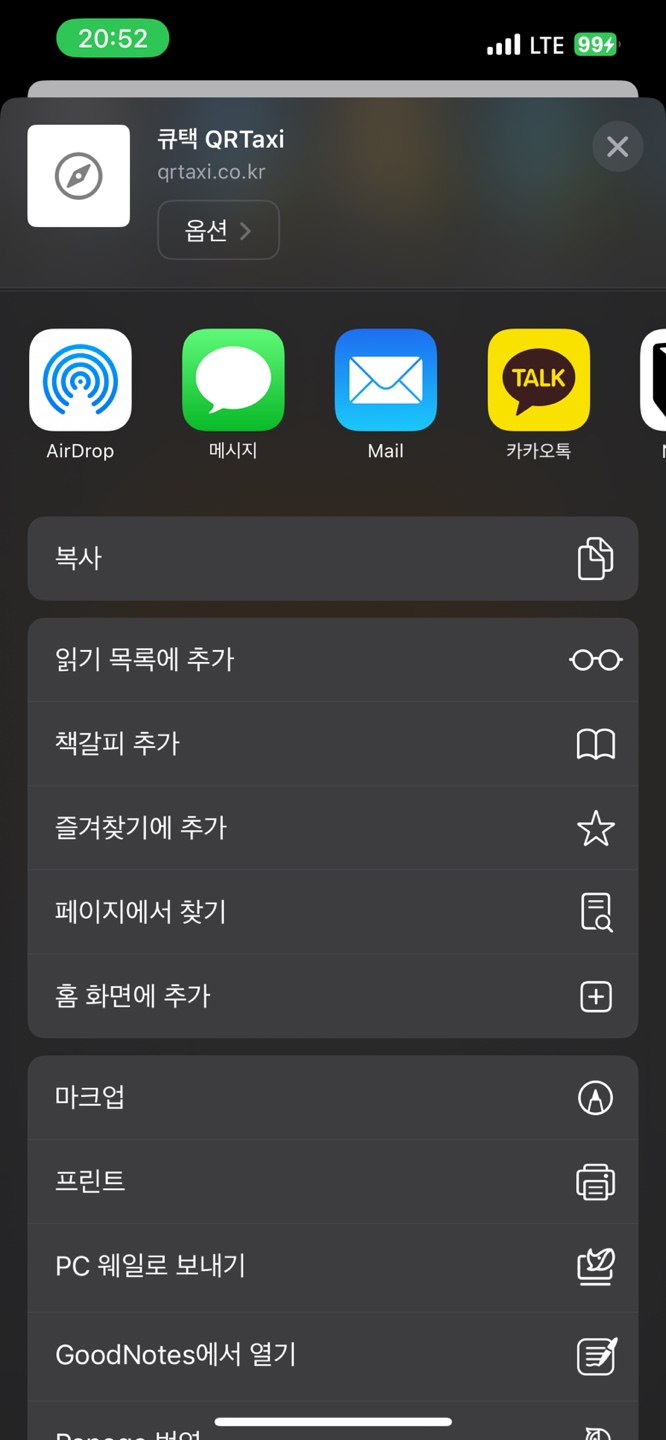 20:52
LTE 99
큐택 QRTaxi
qrtaxi.co.kr
옵션
TALK
AirDrop
메시지
Mail
카카오톡
복사
읽기 목록에 추가
책갈피 추가
즐겨찾기에 추가
페이지에서 찾기
홈 화면에 추가
마크업
프린트
PC 웨일로 보내기
GoodNotes에서 열기